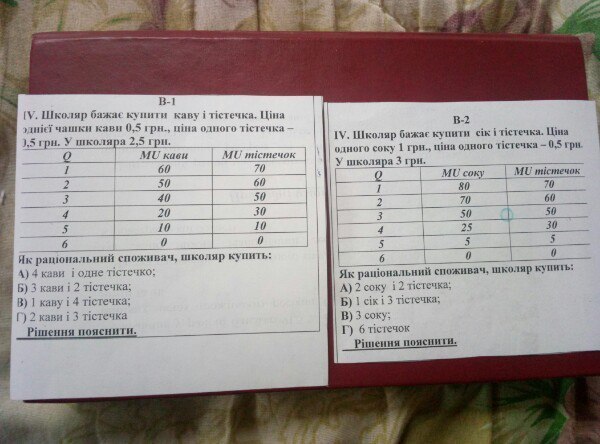 В-1
IV. Школяр бажає купити каву і тістечка. Ціна
однієї чашки кави 0,5 грн., ціна одного тістечка –
0,5 грн. У школяра 2,5 грн.
Q MU кави MU тістечок
1 60 70
2 50 60
3 40 50
4 20 30
5 10 10
6 0 0
Як раціональний споживач, школяр купить:
А) 4 кави і одне тістечко;
Б) 3 кави і 2 тістечка;
В) 1 каву і 4 тістечка;
Г) 2 кави і 3 тістечка
Рішення пояснити.
В-2
IV. Школяр бажає купити сік і тістечка. Ціна
одного соку 1 грн., ціна одного тістечка – 0,5 грн.
У школяра 3 грн.
Q MU соку MU тістечок
1 80 70
2 70 60
3 50 50
4 25 30
5 5 5
6 0 0
Як раціональний споживач, школяр купить:
А) 2 соку і 2 тістечка;
Б) 1 сік і 3 тістечка;
В) 3 соку;
Г) 6 тістечок
Рішення пояснити.